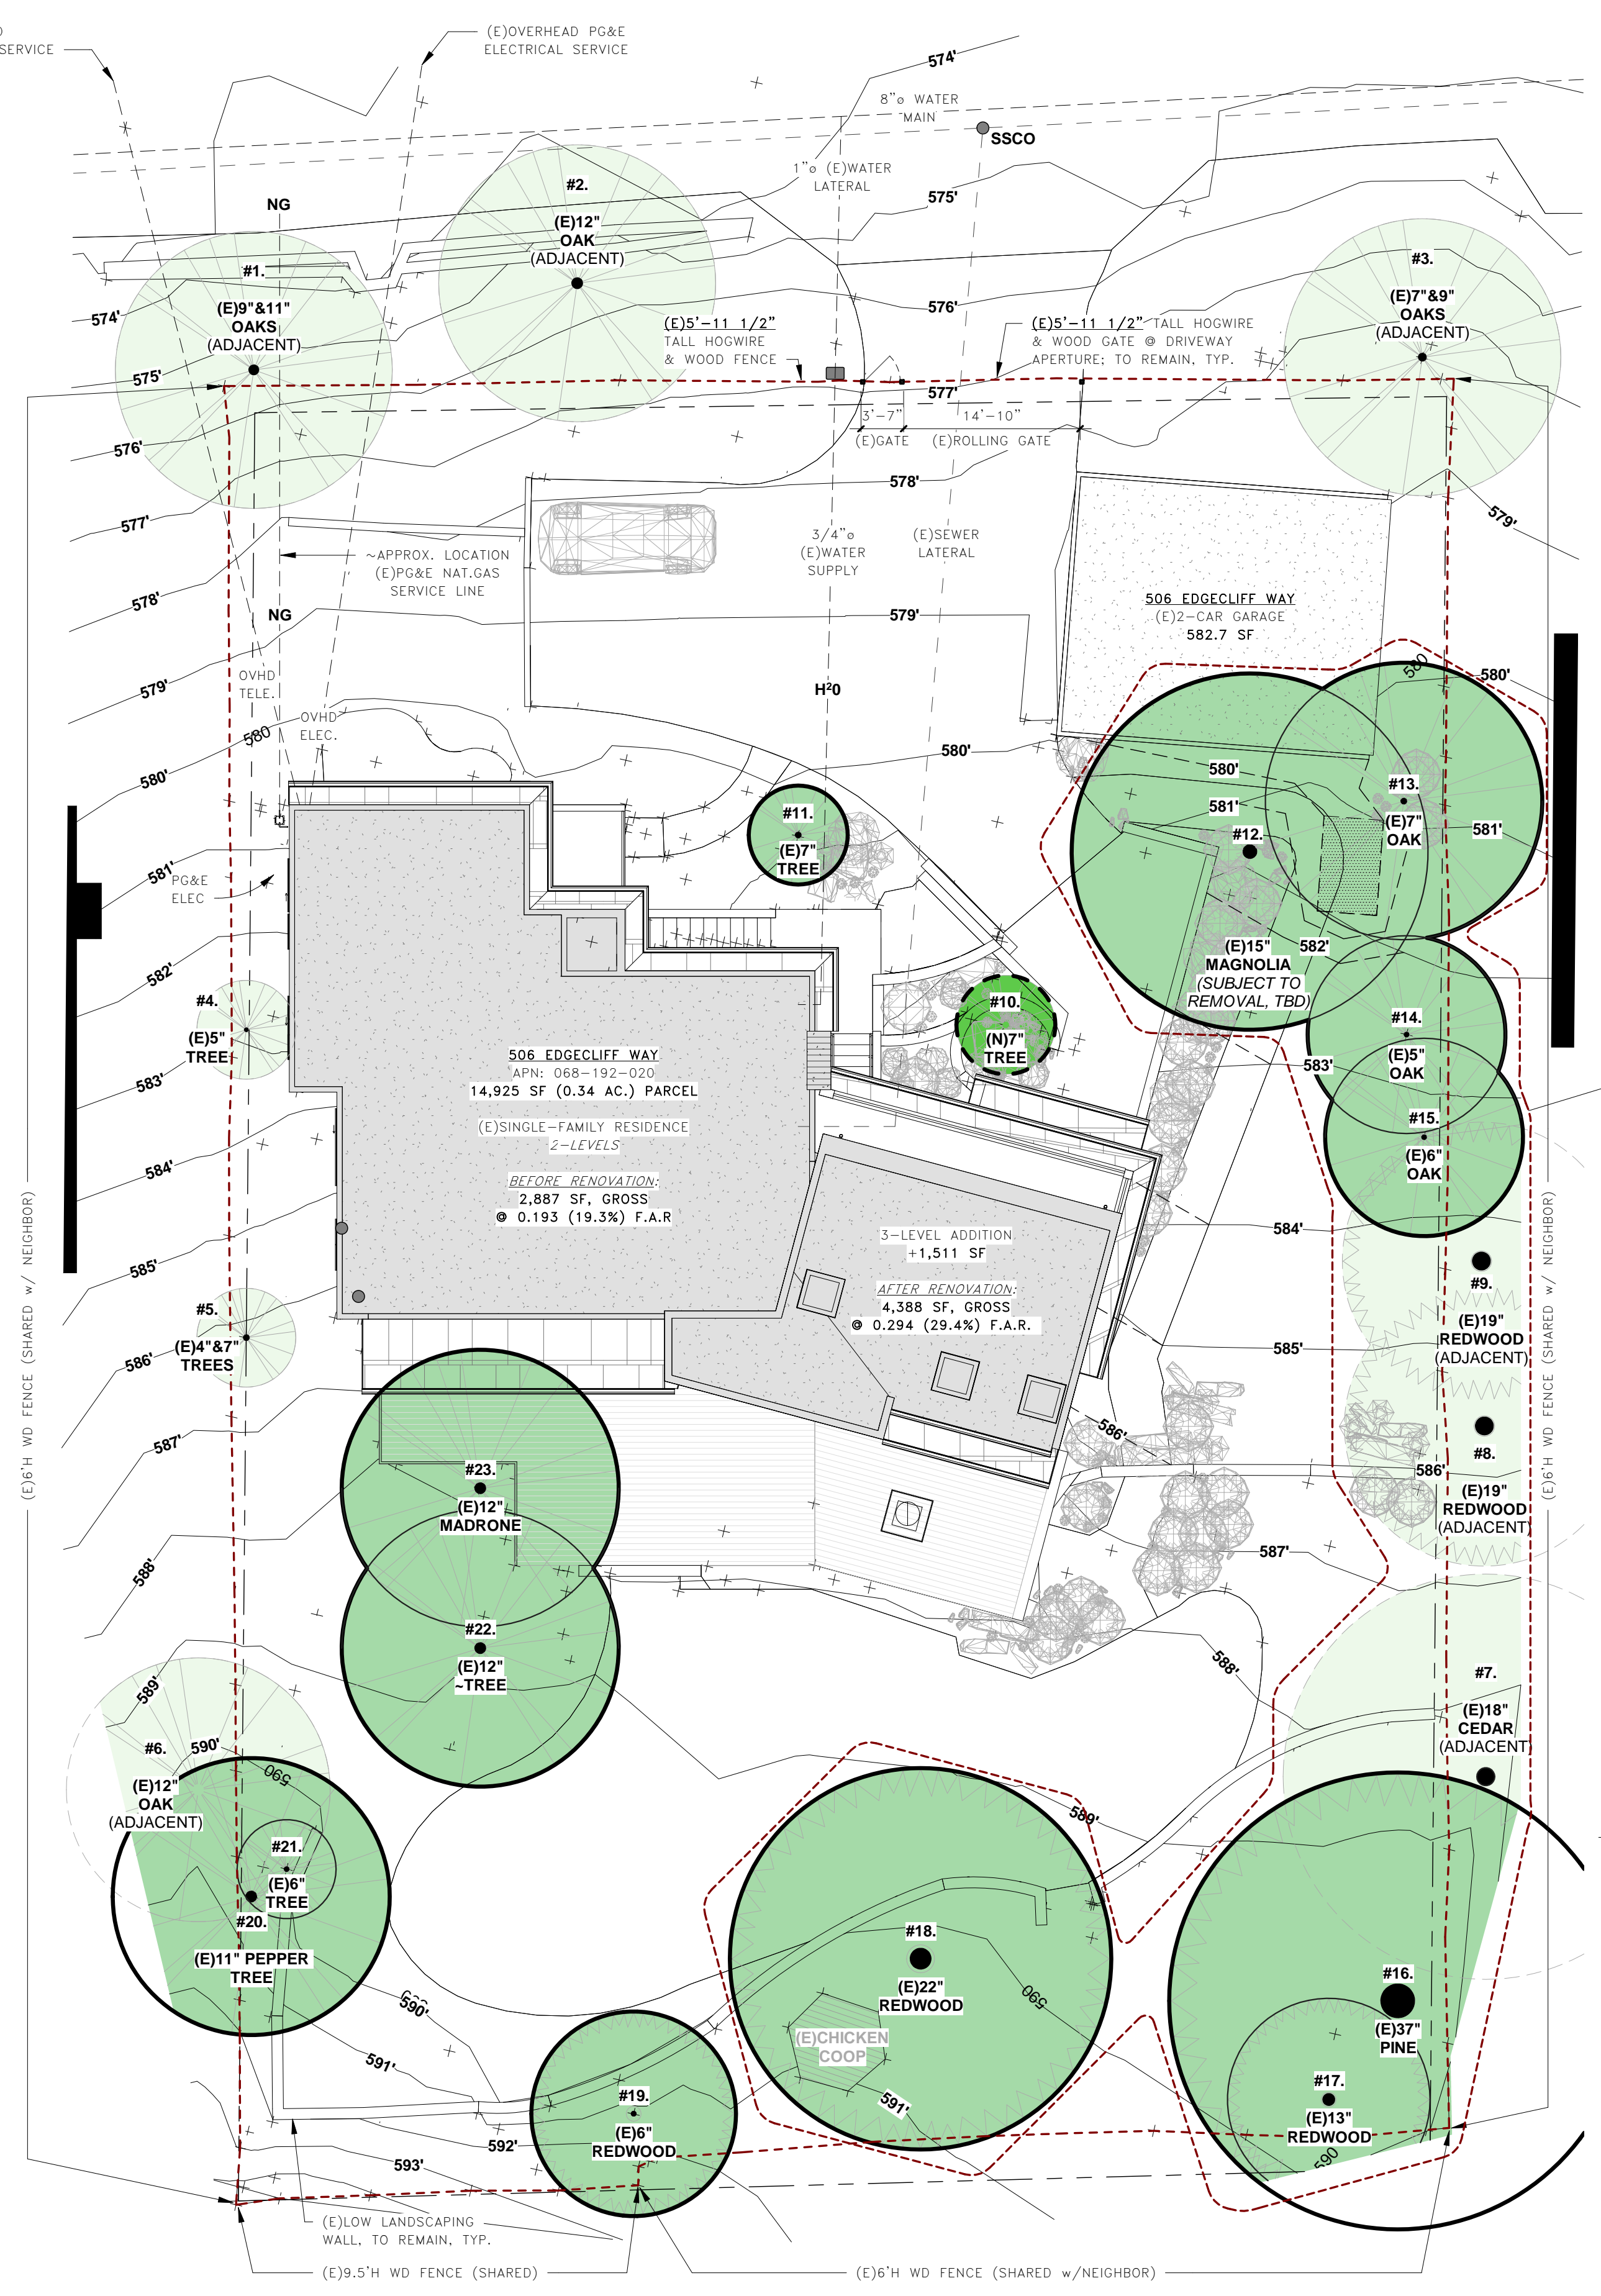 SERVICE
(E)OVERHEAD PG&E
ELECTRICAL SERVICE
574'
8"ø WATER
MAIN
SSCO
1"ø (E)WATER
LATERAL
575'
NG
#2.
(E)12"
OAK
(ADJACENT)
#1.
(E)9"&11"
OAKS
(ADJACENT)
#3.
(E)7"&9"
OAKS
(ADJACENT)
574'
576'
(E)5'-11 1/2"
TALL HOGWIRE
& WOOD FENCE
(E)5'-11 1/2" TALL HOGWIRE
& WOOD GATE @ DRIVEWAY
APERTURE; TO REMAIN, TYP.
575'
577'
3'-7"
14'-10"
(E)GATE
(E)ROLLING GATE
576'
578'
577'
579'
~APPROX. LOCATION
(E)PG&E NAT.GAS
SERVICE LINE
3/4"ø
(E)WATER
SUPPLY
(E)SEWER
LATERAL
578'
NG
579'
506 EDGECLIFF WAY
(E)2-CAR GARAGE
582.7 SF
OVHD
TELE.
579'
H²0
580
580'
OVHD
ELEC.
580
580'
580'
580'
#13.
(E)7"
OAK
581'
581'
#11.
(E)7"
TREE
#12.
581'
PG&E
ELEC
(E)15"
MAGNOLIA
(SUBJECT TO
REMOVAL, TBD)
582'
582'
#4.
(E)5"
TREE
#10.
(N)7"
TREE
#14.
(E)5"
OAK
583'
583'
506 EDGECLIFF WAY
APN: 068-192-020
14,925 SF (0.34 AC.) PARCEL
(E)SINGLE-FAMILY RESIDENCE
2-LEVELS
BEFORE RENOVATION:
2,887 SF, GROSS
@ 0.193 (19.3%) F.A.R
#15.
(E)6"
OAK
584'
584'
3-LEVEL ADDITION
+1,511 SF
AFTER RENOVATION:
4,388 SF, GROSS
@ 0.294 (29.4%) F.A.R.
585'
#9.
(E)19"
REDWOOD
(ADJACENT)
(E)6'H WD FENCE (SHARED w/ NEIGHBOR)
(E)6'H WD FENCE (SHARED w/ NEIGHBOR)
#5.
(E)4"&7"
TREES
585'
586'
586'
#8.
(E)19"
REDWOOD
(ADJACENT)
586'
587'
#23.
(E)12"
MADRONE
587'
588'
#22.
(E)12"
~TREE
588'
#7.
(E)18"
CEDAR
(ADJACENT)
589'
#6.
(E)12"
OAK
(ADJACENT)
590'
590
589'
#21.
(E)6"
TREE
#20.
(E)11" PEPPER
TREE
#18.
(E)22"
REDWOOD
#16.
(E)37"
PINE
590
590'
(E)CHICKEN
COOP
591'
591'
#17.
(E)13"
REDWOOD
590
#19.
(E)6"
REDWOOD
592'
593'
(E)LOW LANDSCAPING
WALL, TO REMAIN, TYP.
(E)9.5'H WD FENCE (SHARED)
(E)6'H WD FENCE (SHARED w/NEIGHBOR)